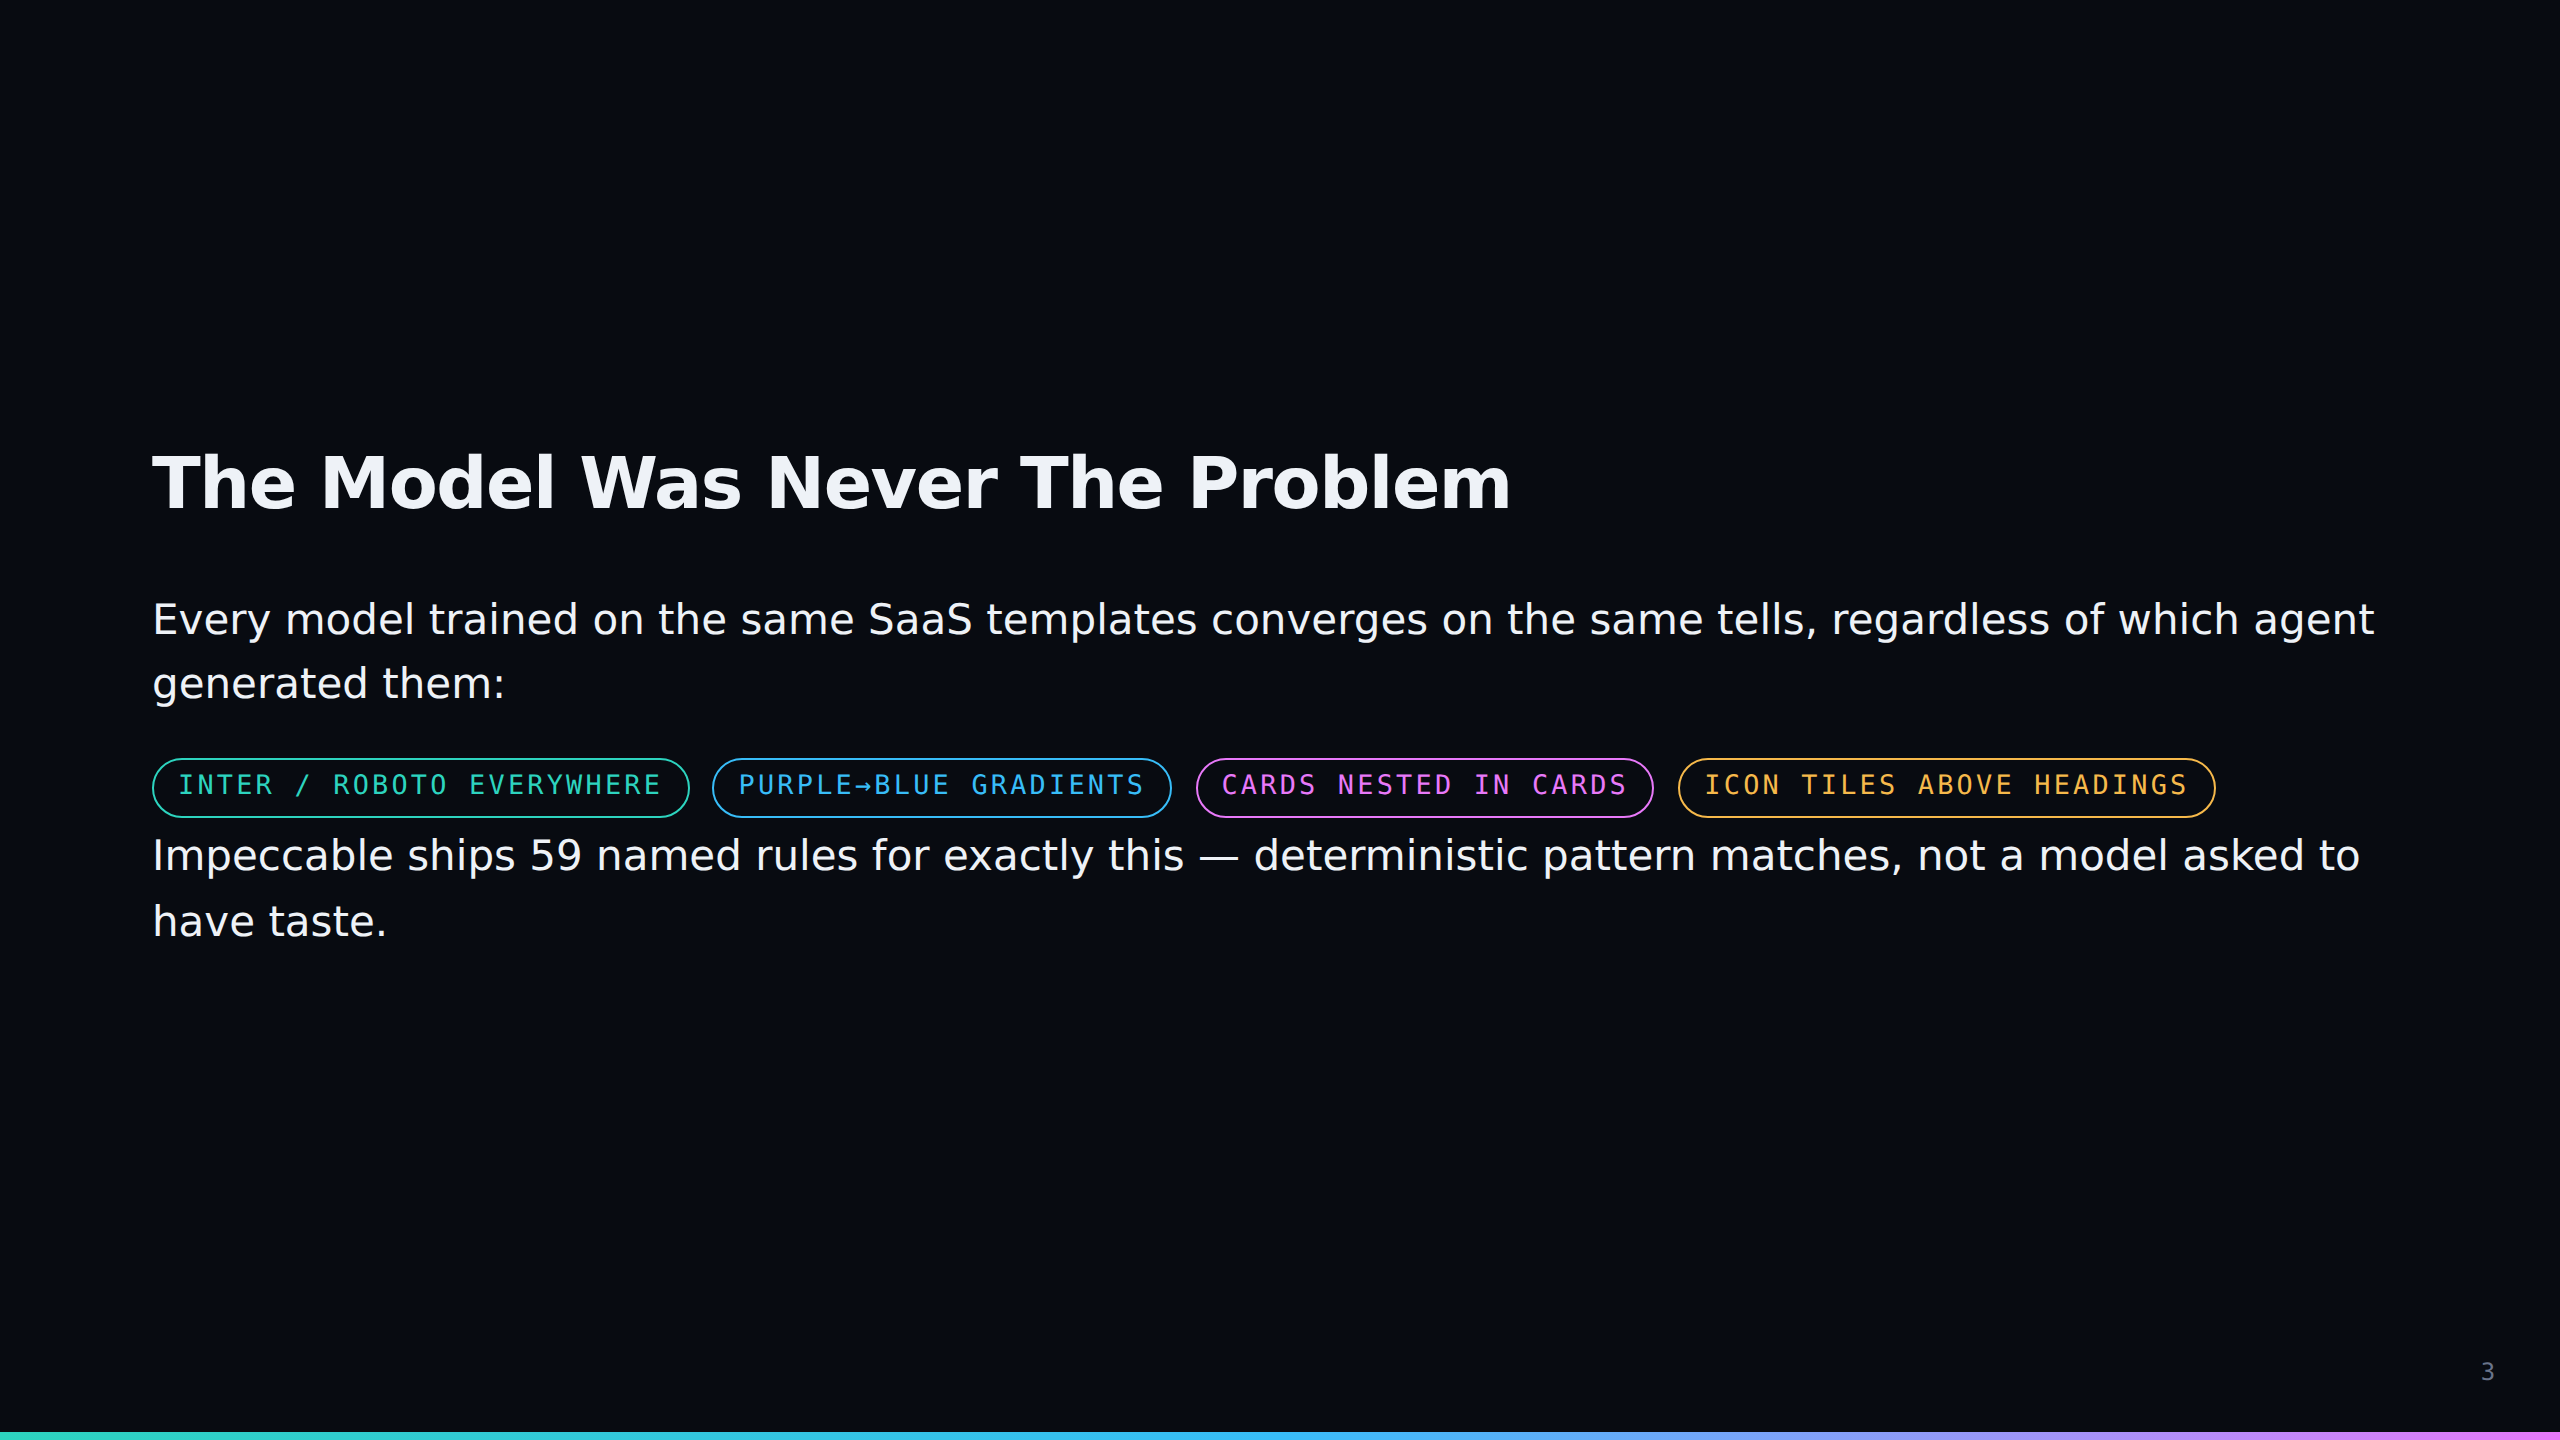 The Model Was Never The Problem
Every model trained on the same SaaS templates converges on the same tells, regardless of which agent
generated them:
INTER / ROBOTO EVERYWHERE PURPLE→BLUE GRADIENTS CARDS NESTED IN CARDS ICON TILES ABOVE HEADINGS
Impeccable ships 59 named rules for exactly this — deterministic pattern matches, not a model asked to
have taste.
3